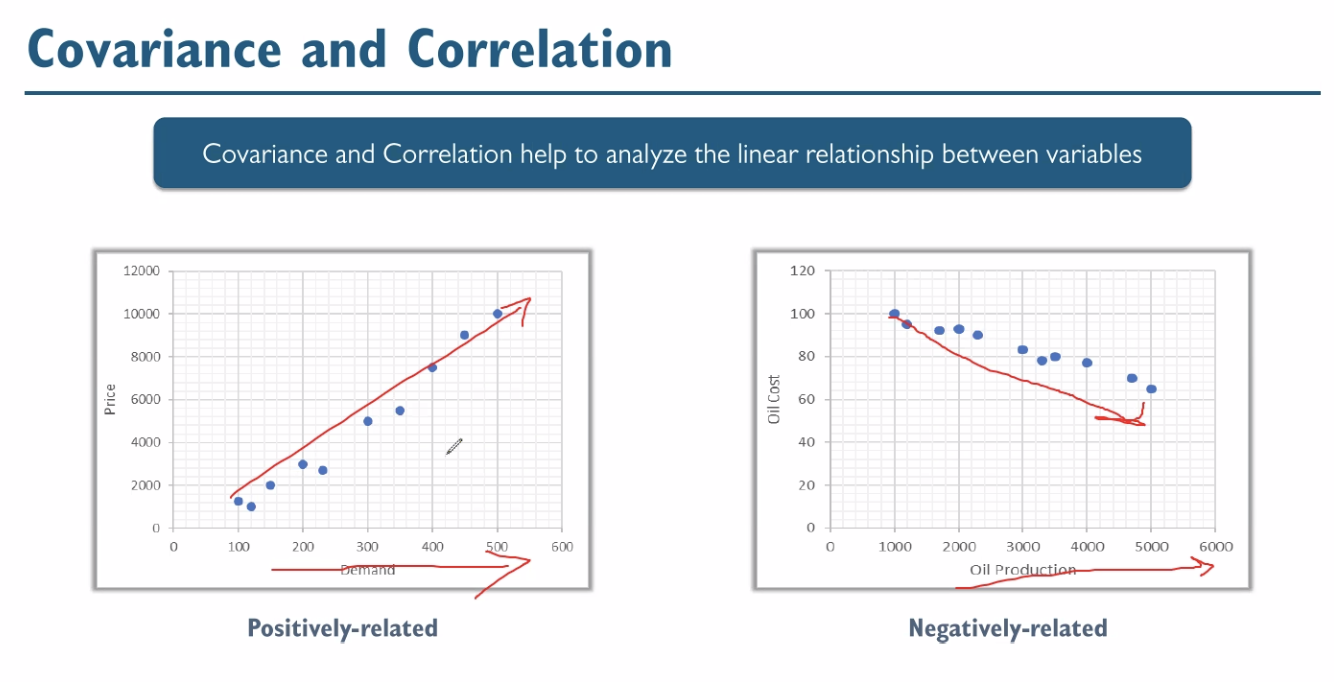 Covariance and Correlation
Covariance and Correlation help to analyze the linear relationship between variables
12000
10000
8000
6000
4000
2000
0
Price
0 100 200 300 400 500 600
Demand
Positively-related
120
100
80
60
40
20
0
Oil Cost
0 1000 2000 3000 4000 5000 6000
Oil Production
Negatively-related